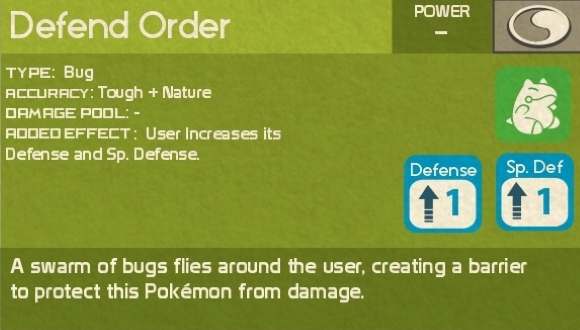 Defend Order
POWER
–
TYPE: Bug
ACCURACY: Tough + Nature
DAMAGE POOL: -
ADDED EFFECT: User Increases its
Defense and Sp. Defense.
Defense
1
Sp. Def
1
A swarm of bugs flies around the user, creating a barrier
to protect this Pokémon from damage.